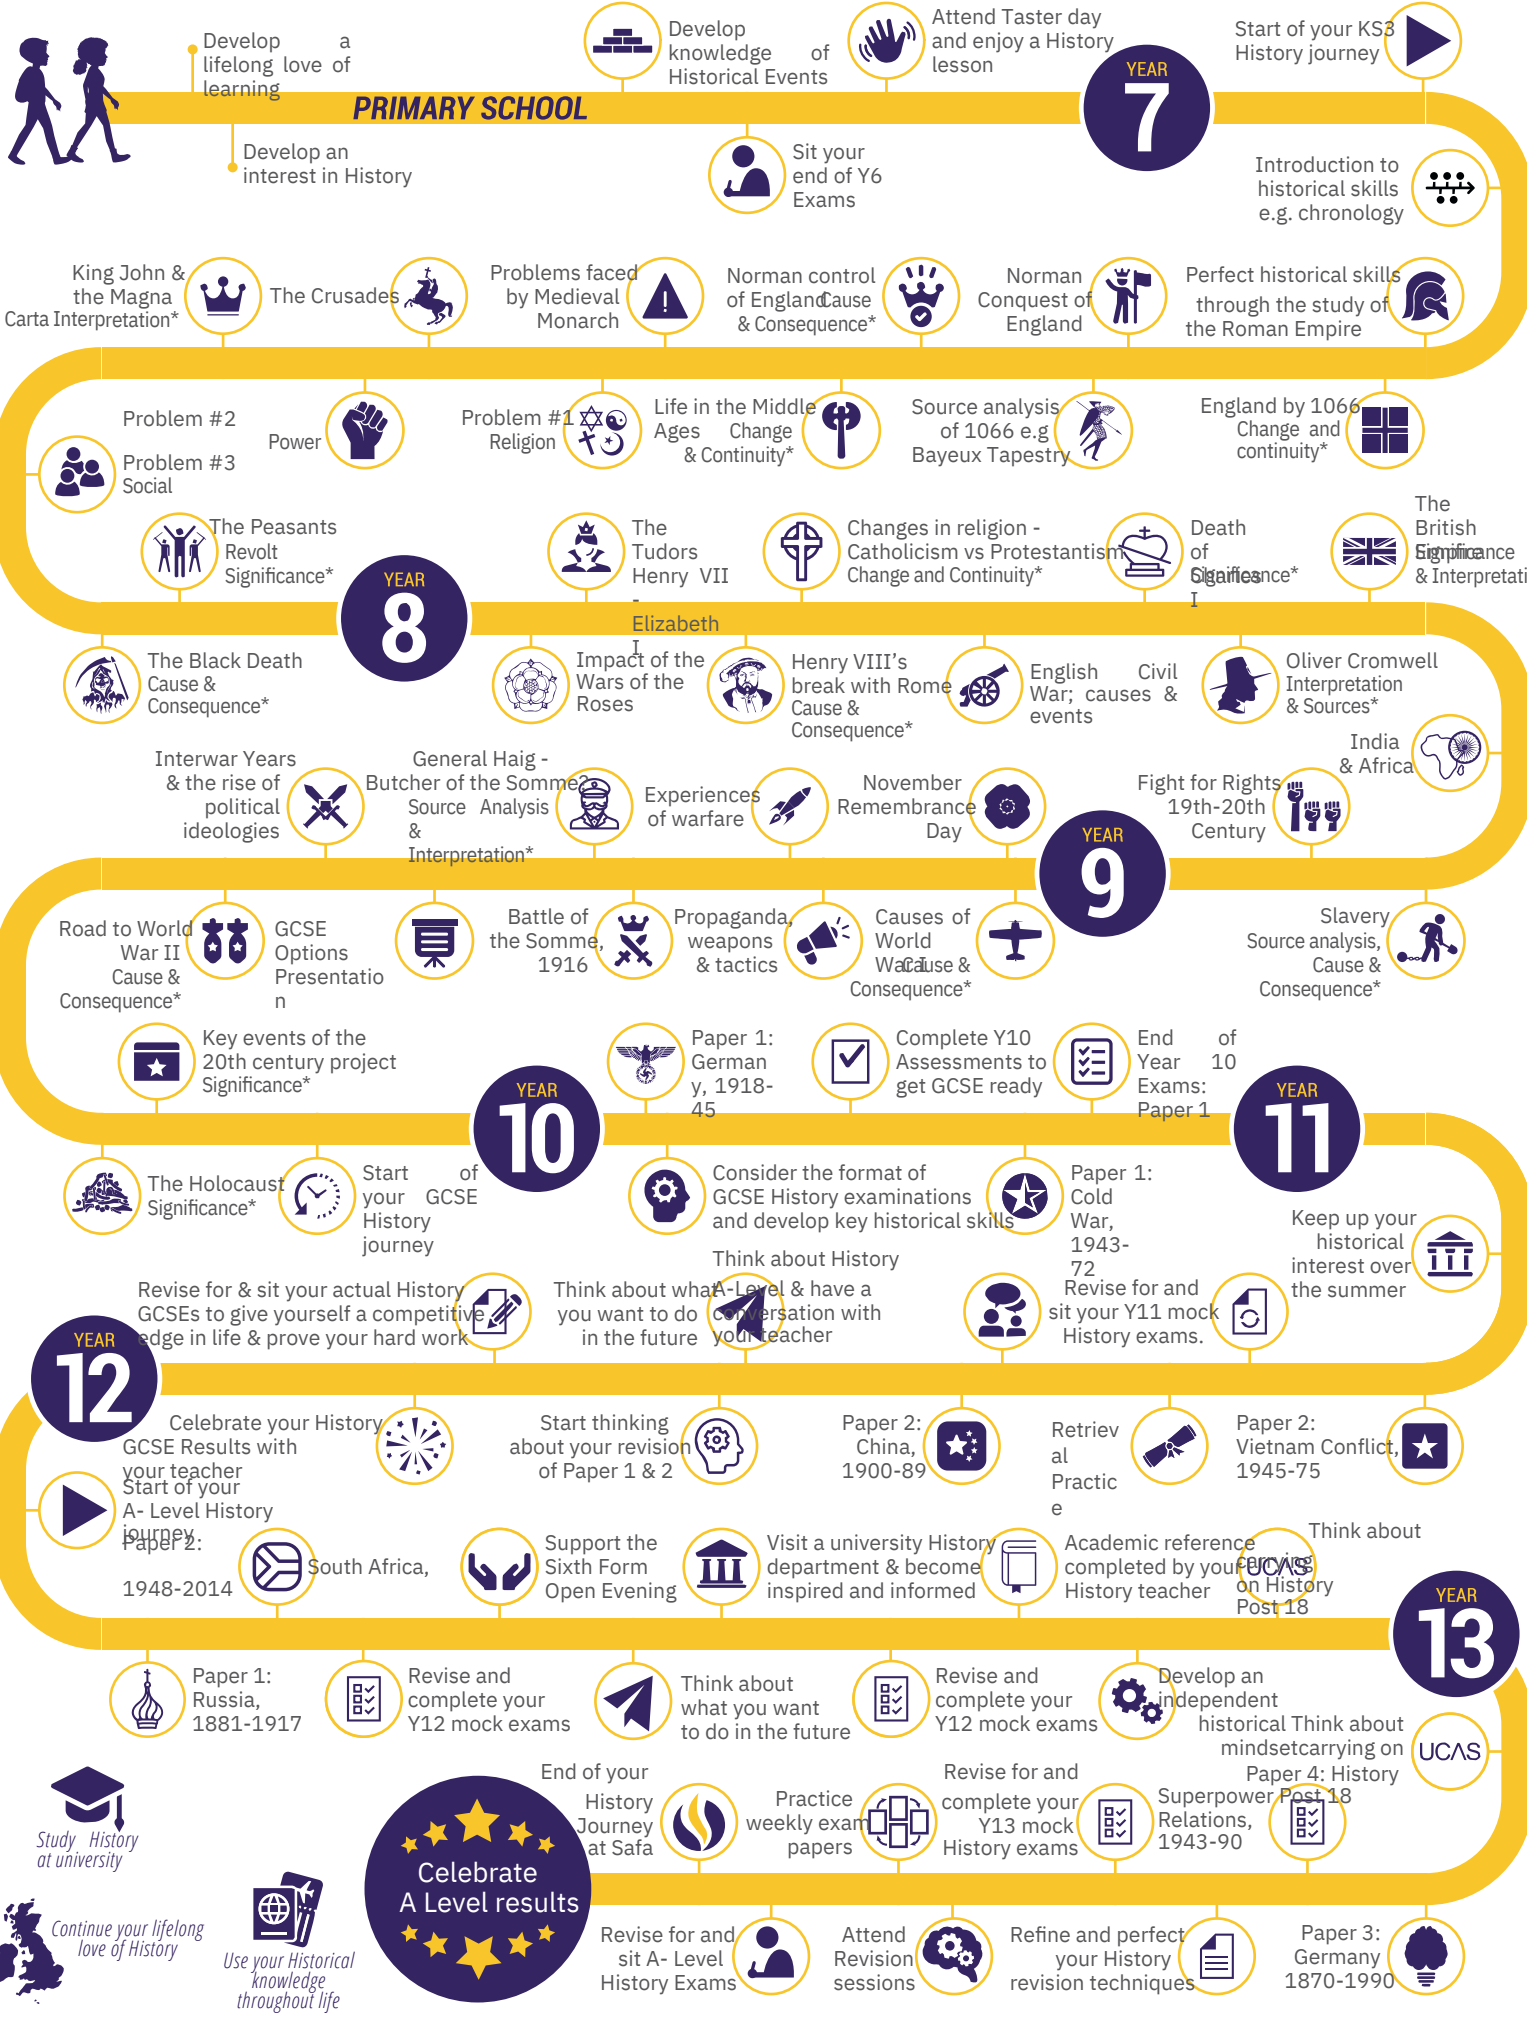 Develop a
lifelong love of
learning
Develop
knowledge of
Historical Events
Attend Taster day
and enjoy a History
lesson
Start of your KS3
History journey
YEAR
7
PRIMARY SCHOOL
Develop an
interest in History
Sit your
end of Y6
Exams
Introduction to
historical skills
e.g. chronology
King John &
the Magna
Carta Interpretation*
The Crusades
Problems faced
by Medieval
Monarch
Norman control
of England Cause
& Consequence*
Norman
Conquest of
England
Perfect historical skills
through the study of
the Roman Empire
Problem #2
Power
Problem #3
Social
Problem #1
Religion
Life in the Middle
Ages Change
& Continuity*
Source analysis
of 1066 e.g
Bayeux Tapestry
England by 1066
Change and
continuity*
The Peasants
Revolt
Significance*
YEAR
8
The
Tudors
Henry VII
-
Elizabeth
I
Changes in religion -
Catholicism vs Protestantism
Change and Continuity*
Death
of
Charles
I
Significance*
The
British
Empire
Significance
& Interpretati
The Black Death
Cause &
Consequence*
Impact of the
Wars of the
Roses
Henry VIII's
break with Rome
Cause &
Consequence*
English Civil
War; causes &
events
Oliver Cromwell
Interpretation
& Sources*
India
& Africa
Interwar Years
& the rise of
political
ideologies
General Haig -
Butcher of the Somme?
Source Analysis
&
Interpretation*
Experiences
of warfare
November
Remembrance
Day
YEAR
9
Fight for Rights
19th-20th
Century
Road to World
War II
Cause &
Consequence*
GCSE
Options
Presentatio
n
Battle of
the Somme,
1916
Propaganda,
weapons
& tactics
Causes of
World
War I
Cause &
Consequence*
Slavery
Source analysis,
Cause &
Consequence*
Key events of the
20th century project
Significance*
YEAR
10
Paper 1:
German
y, 1918-
45
Complete Y10
Assessments to
get GCSE ready
End of
Year 10
Exams:
Paper 1
YEAR
11
The Holocaust
Significance*
Start of
your GCSE
History
journey
Consider the format of
GCSE History examinations
and develop key historical skills
Paper 1:
Cold
War,
1943-
72
Keep up your
historical
interest over
the summer
YEAR
12
Revise for & sit your actual History
GCSEs to give yourself a competitive
edge in life & prove your hard work
Think about what
you want to do
in the future
Think about History
A-Level & have a
conversation with
your teacher
Revise for and
sit your Y11 mock
History exams.
Celebrate your History
GCSE Results with
your teacher
Start thinking
about your revision
of Paper 1 & 2
Paper 2:
China,
1900-89
Retriev
al
Practic
e
Paper 2:
Vietnam Conflict,
1945-75
Start of your
A- Level History
journey
Paper 2:
South Africa,
1948-2014
Support the
Sixth Form
Open Evening
Visit a university History
department & become
inspired and informed
Academic reference
completed by your
History teacher
UCAS
Think about
carrying
on History
Post 18
YEAR
13
Paper 1:
Russia,
1881-1917
Revise and
complete your
Y12 mock exams
Think about
what you want
to do in the future
Revise and
complete your
Y12 mock exams
Develop an
independent
historical
mindset
Think about
carrying on
History
Post 18
UCAS
End of your
History
Journey
at Safa
Practice
weekly exam
papers
Revise for and
complete your
Y13 mock
History exams
Paper 4:
Superpower
Relations,
1943-90
Study History
at university
Continue your lifelong
love of History
Use your Historical
knowledge
throughout life
Celebrate
A Level results
Revise for and
sit A- Level
History Exams
Attend
Revision
sessions
Refine and perfect
your History
revision techniques
Paper 3:
Germany
1870-1990